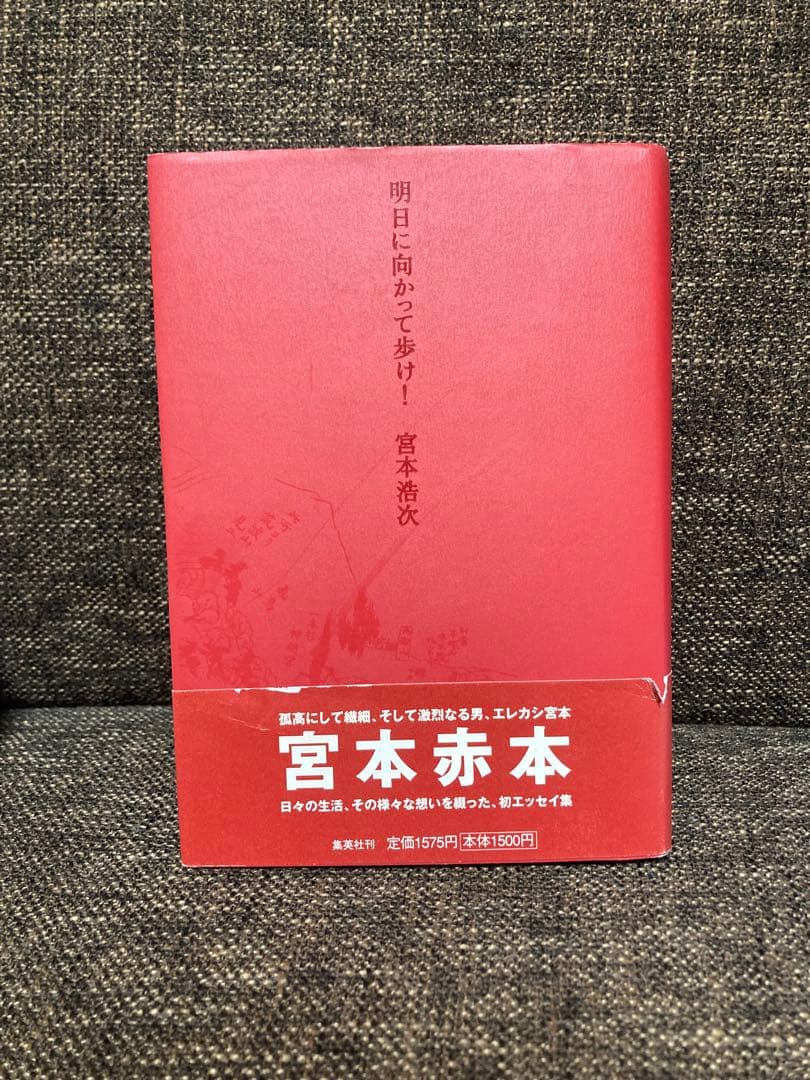 明日に向かって歩け! 宮本浩次
孤高にして繊細、そして激烈なる男、エレカシ宮本
宮本赤本
日々の生活、その様々な想いを綴った、初エッセイ集
集英社刊 定価1575円 本体1500円